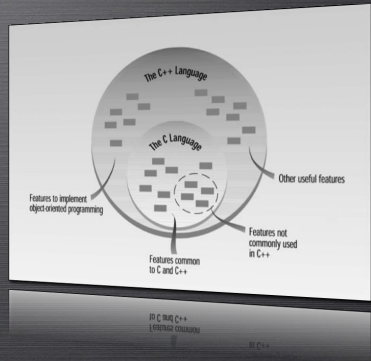 The C++ Language
The C Language
Other useful features
Features to implement
object-oriented programming
Features not
commonly used
in C++
Features common
to C and C++